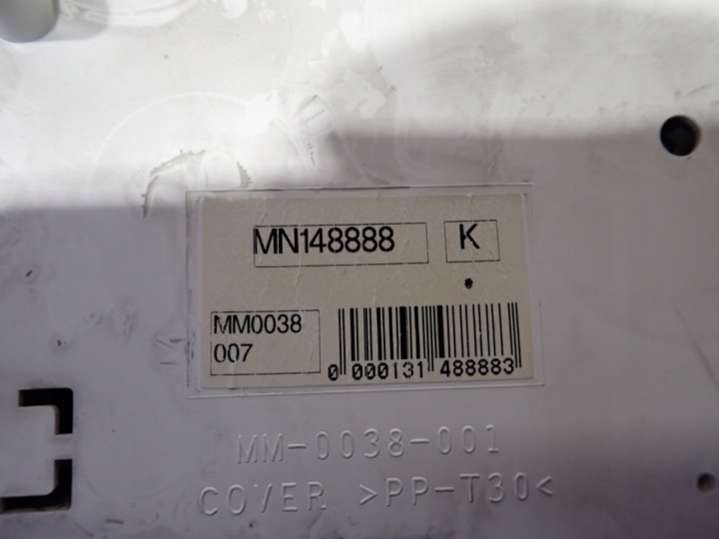 MN148888
K
MM0038
007
0 000131 488883
MM-0038-001
COVER >PP-T30<